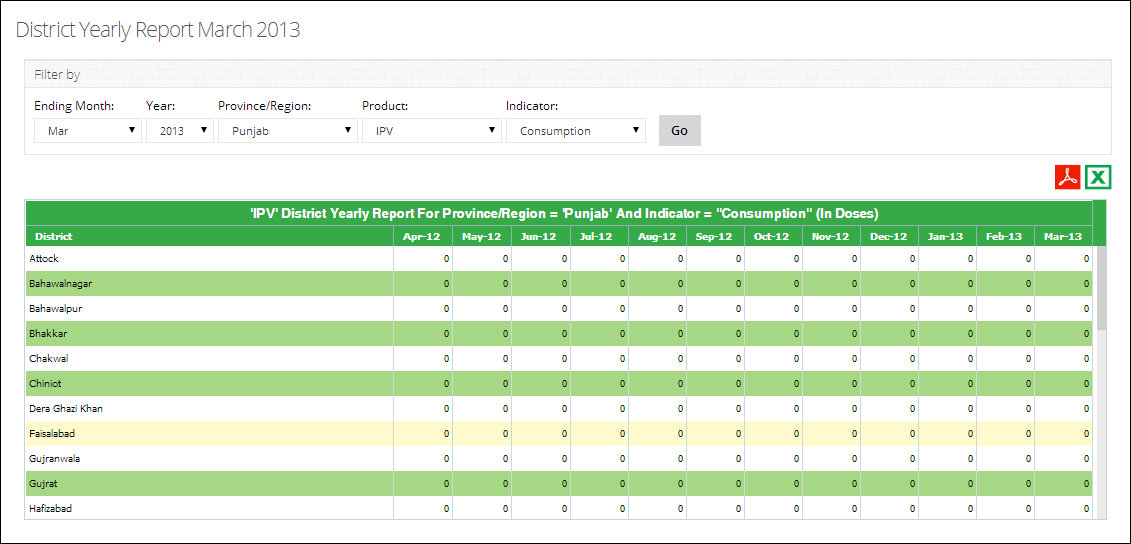 District Yearly Report March 2013
Filter by
Ending Month: Year: Province/Region: Product: Indicator:
Mar 2013 Punjab IPV Consumption Go
'IPV' District Yearly Report For Province/Region = 'Punjab' And Indicator = "Consumption" (In Doses)
District Apr-12 May-12 Jun-12 Jul-12 Aug-12 Sep-12 Oct-12 Nov-12 Dec-12 Jan-13 Feb-13 Mar-13
Attock 0 0 0 0 0 0 0 0 0 0 0 0
Bahawalnagar 0 0 0 0 0 0 0 0 0 0 0 0
Bahawalpur 0 0 0 0 0 0 0 0 0 0 0 0
Bhakkar 0 0 0 0 0 0 0 0 0 0 0 0
Chakwal 0 0 0 0 0 0 0 0 0 0 0 0
Chiniot 0 0 0 0 0 0 0 0 0 0 0 0
Dera Ghazi Khan 0 0 0 0 0 0 0 0 0 0 0 0
Faisalabad 0 0 0 0 0 0 0 0 0 0 0 0
Gujranwala 0 0 0 0 0 0 0 0 0 0 0 0
Gujrat 0 0 0 0 0 0 0 0 0 0 0 0
Hafizabad 0 0 0 0 0 0 0 0 0 0 0 0